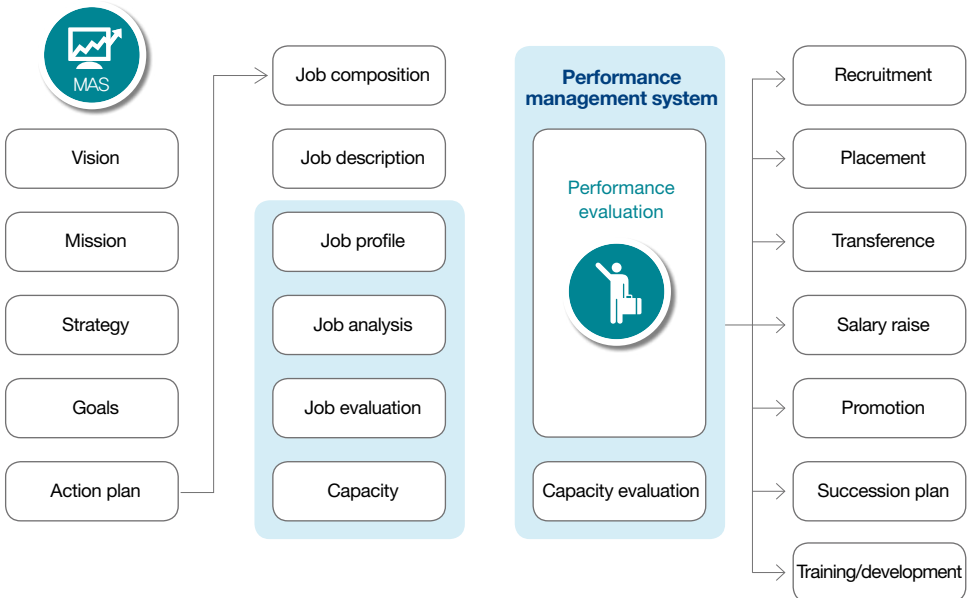 MAS
Vision
Mission
Strategy
Goals
Action plan
Job composition
Job description
Job profile
Job analysis
Job evaluation
Capacity
Performance
management system
Performance
evaluation
Capacity evaluation
Recruitment
Placement
Transference
Salary raise
Promotion
Succession plan
Training/development